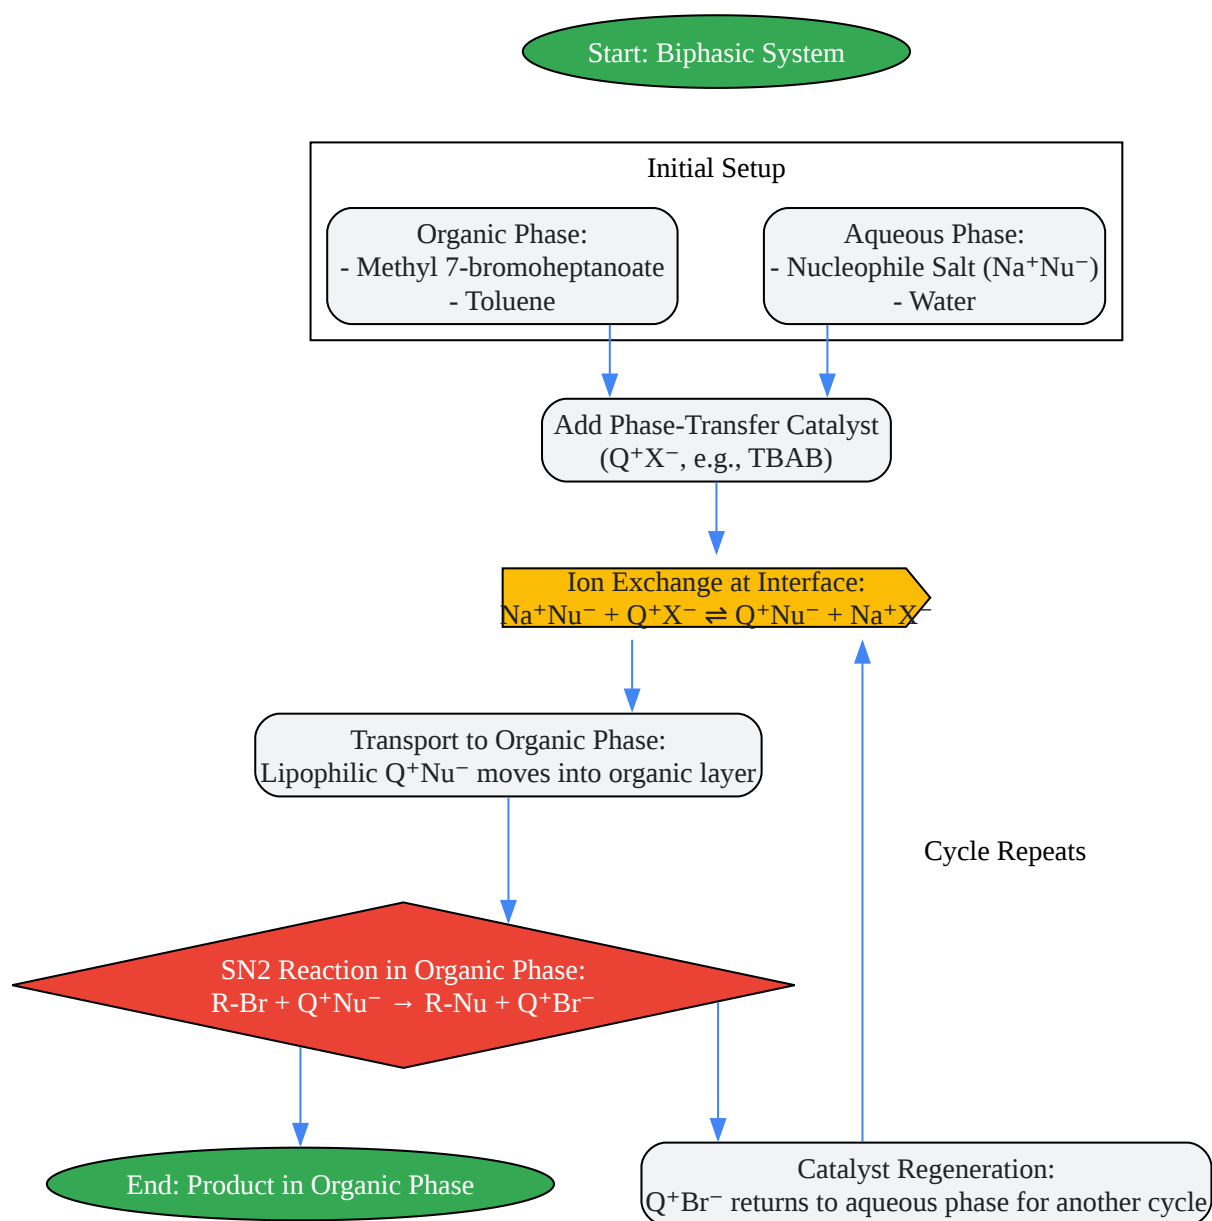 Start: Biphasic System
Initial Setup
Organic Phase:
- Methyl 7-bromoheptanoate
- Toluene
Aqueous Phase:
- Nucleophile Salt (Na⁺Nu⁻)
- Water
Add Phase-Transfer Catalyst
(Q⁺X⁻, e.g., TBAB)
Ion Exchange at Interface:
Na⁺Nu⁻ + Q⁺X⁻ ⇌ Q⁺Nu⁻ + Na⁺X⁻
Transport to Organic Phase:
Lipophilic Q⁺Nu⁻ moves into organic layer
Cycle Repeats
SN2 Reaction in Organic Phase:
R-Br + Q⁺Nu⁻ → R-Nu + Q⁺Br⁻
End: Product in Organic Phase
Catalyst Regeneration:
Q⁺Br⁻ returns to aqueous phase for another cycle